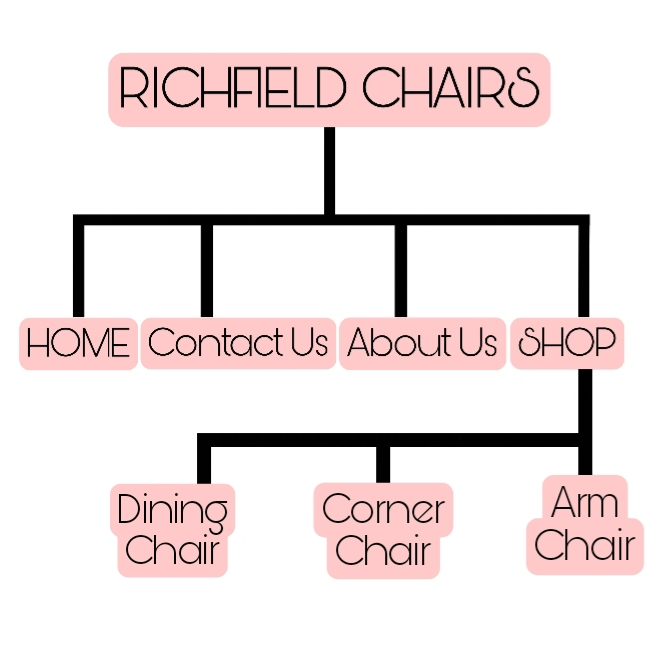 RICHFIELD CHAIRS
HOME Contact Us About Us SHOP
Dining Chair
Corner Chair
Arm Chair